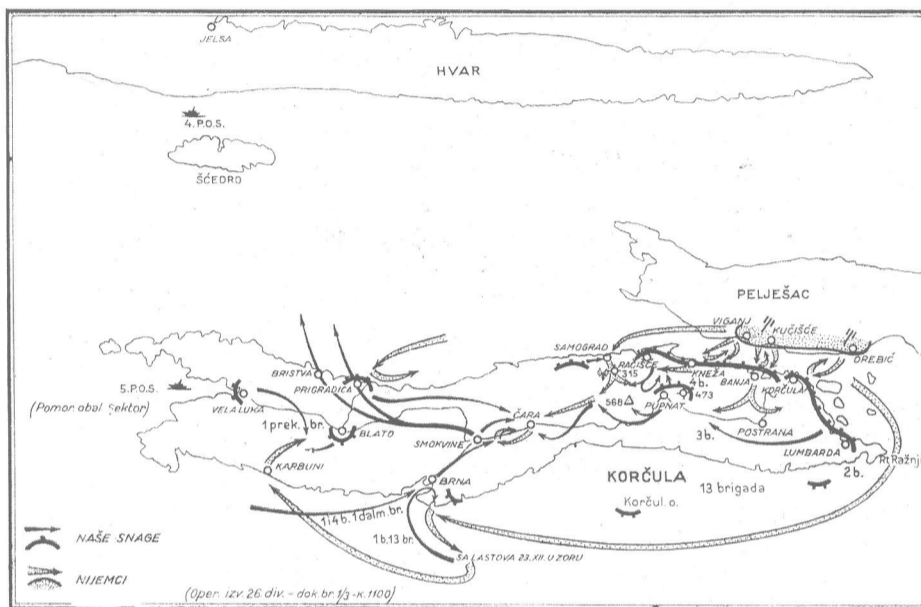 JELSA
HVAR
4. P.O.S.
ŠĆEDRO
PELJEŠAC
VIGANJ
KUČIŠĆE
OREBIĆ
SAMOGRAD
RAČIŠĆE
315
KNEŽA
4b.
BANJA
KORČULA
BRISTVA
PRIGRADICA
5. P.O.S.
(Pomor. obal. Sektor)
VELA LUKA
1 prek. br.
BLATO
SMOKVINE
ČARA
568
PUPNAT
473
3b.
POSTRANA
LUMBARDA
Rt Ražnjić
2b.
KARBUNI
BRNA
KORČULA
13 brigada
Korčul. o.
1 i 4 b. 1 dalm. br.
1 b. 13 br.
SA LASTOVA 23. XII. U ZORU
NAŠE SNAGE
NIJEMCI
(Oper. izv. 26. div. - dok. br. 1/3 - k. 1100)